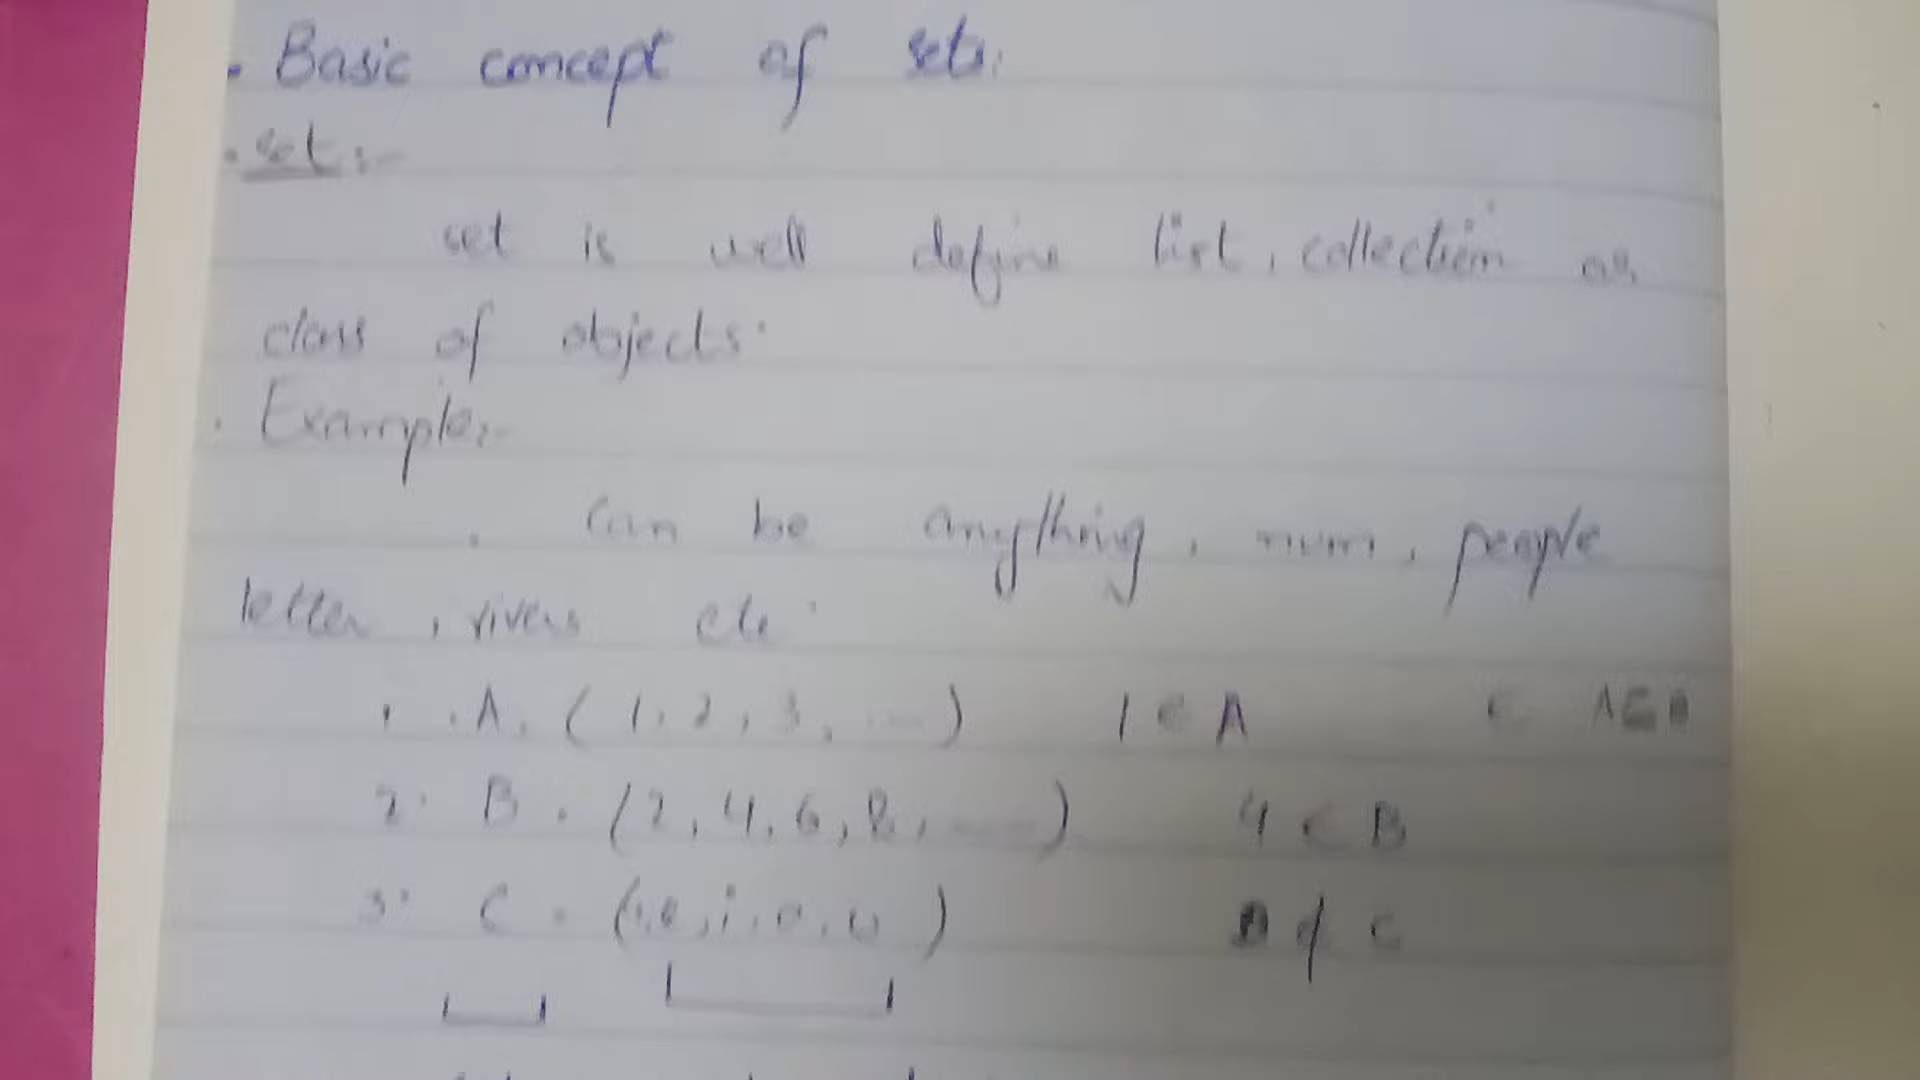 . Basic concept of sets.
. set :-
set is well define list, collection or
class of objects.
. Example:-
. can be anything, num, people
letter, rivers etc.
1. A. (1, 2, 3, ....) 1 ∈ A
2. B. (2, 4, 6, 8, ....) 4 ∈ B
3. C. ( , e, i, o, u ) ∉ C